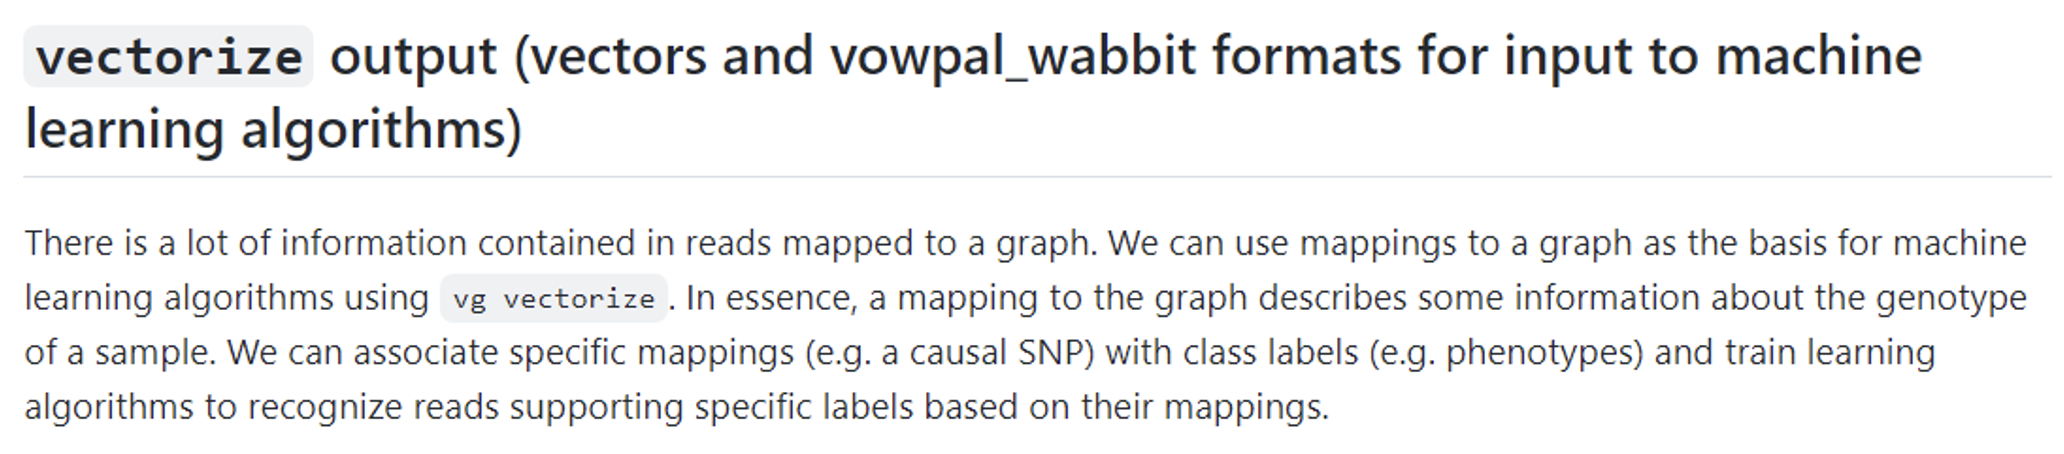 vectorize output (vectors and vowpal_wabbit formats for input to machine
learning algorithms)
There is a lot of information contained in reads mapped to a graph. We can use mappings to a graph as the basis for machine
learning algorithms using vg vectorize. In essence, a mapping to the graph describes some information about the genotype
of a sample. We can associate specific mappings (e.g. a causal SNP) with class labels (e.g. phenotypes) and train learning
algorithms to recognize reads supporting specific labels based on their mappings.